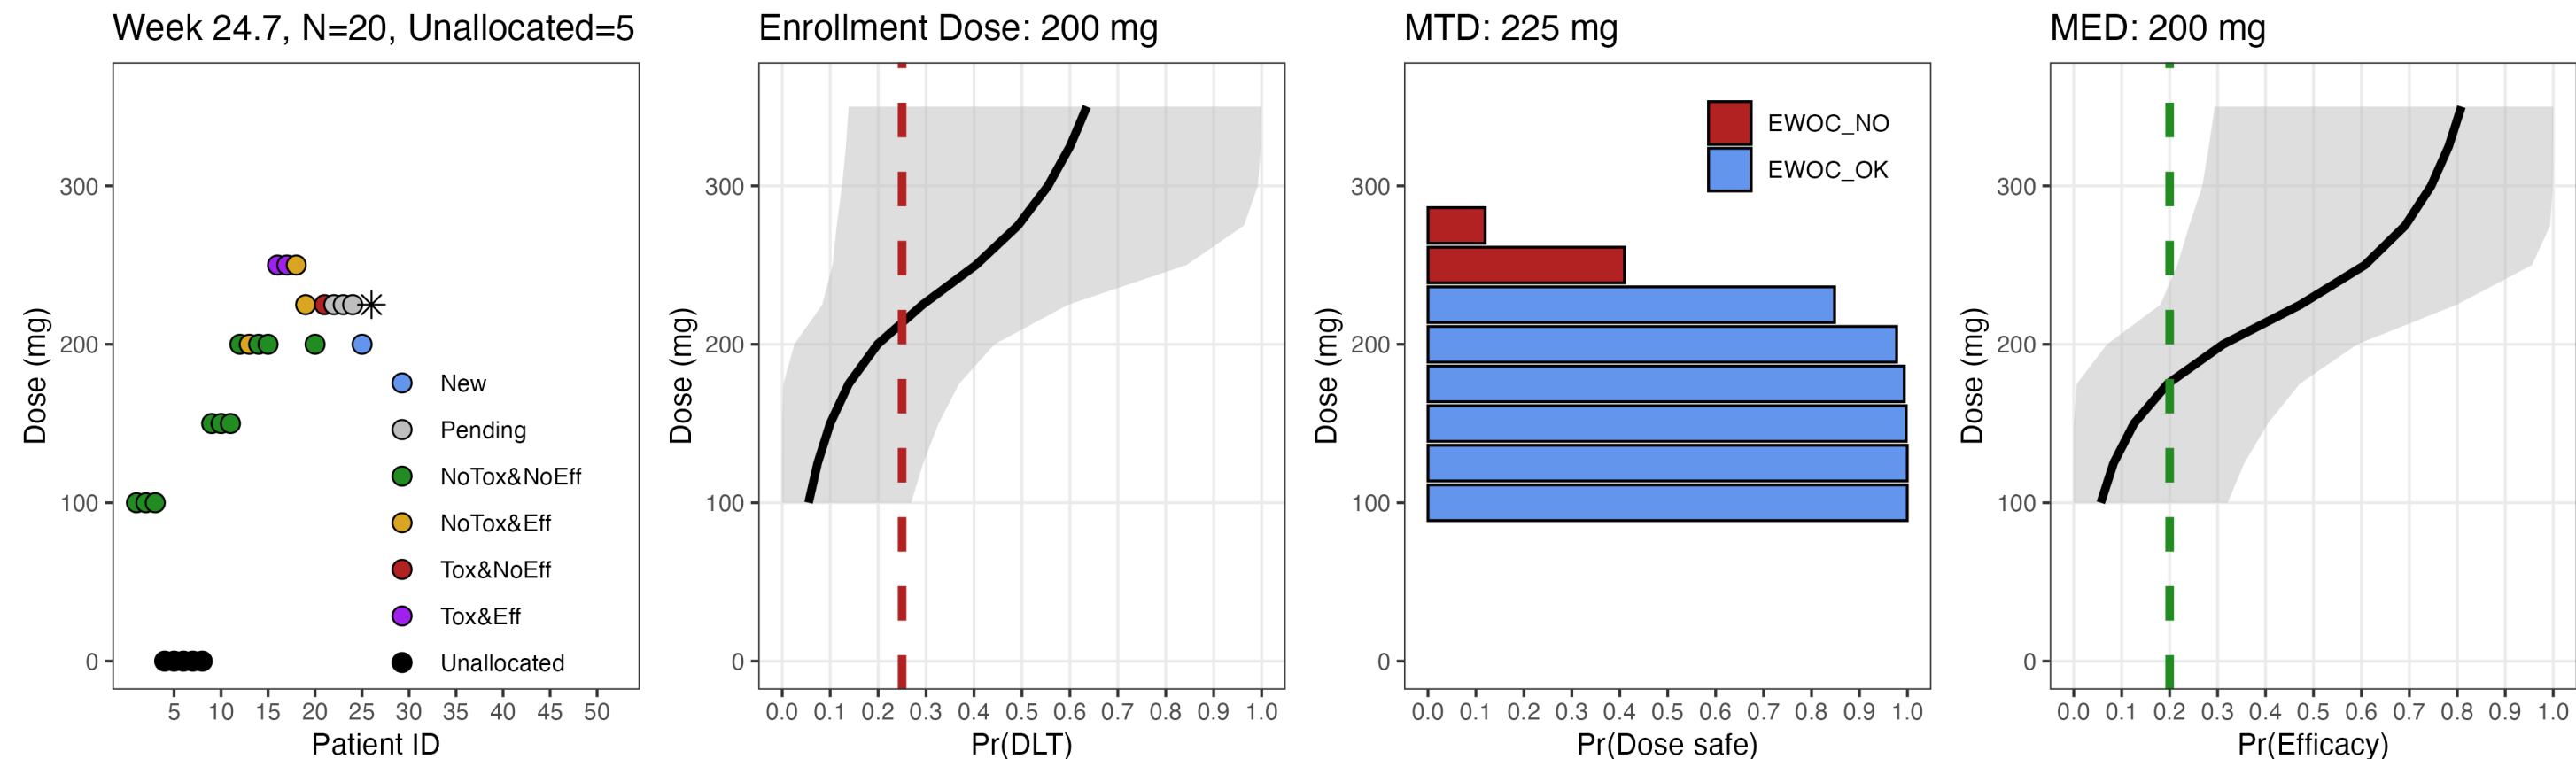 Week 24.7, N=20, Unallocated=5
Dose (mg)
300
200
100
0
New
Pending
NoTox&NoEff
NoTox&Eff
Tox&NoEff
Tox&Eff
Unallocated
5 10 15 20 25 30 35 40 45 50
Patient ID
Enrollment Dose: 200 mg
Dose (mg)
300
200
100
0
0.0 0.1 0.2 0.3 0.4 0.5 0.6 0.7 0.8 0.9 1.0
Pr(DLT)
MTD: 225 mg
Dose (mg)
300
200
100
0
EWOC_NO
EWOC_OK
0.0 0.1 0.2 0.3 0.4 0.5 0.6 0.7 0.8 0.9 1.0
Pr(Dose safe)
MED: 200 mg
Dose (mg)
300
200
100
0
0.0 0.1 0.2 0.3 0.4 0.5 0.6 0.7 0.8 0.9 1.0
Pr(Efficacy)